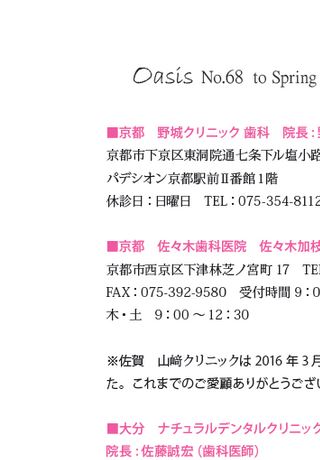 Oasis No.68 to Spring
■京都　野城クリニック 歯科　院長：
京都市下京区東洞院通七条下ル塩小路
パデシオン京都駅前Ⅱ番館1階
休診日：日曜日　TEL：075-354-8112
■京都　佐々木歯科医院　佐々木加枝
京都市西京区下津林芝ノ宮町 17　TE
FAX：075-392-9580　受付時間 9：0
木・土　9：00 ～ 12：30
※佐賀　山﨑クリニックは 2016 年 3 月
た。これまでのご愛顧ありがとうござい
■大分　ナチュラルデンタルクリニック
院長：佐藤誠宏（歯科医師）